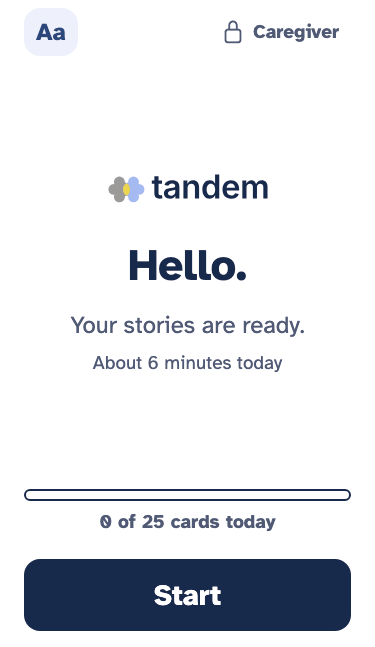 Aa
Caregiver
tandem
Hello.
Your stories are ready.
About 6 minutes today
0 of 25 cards today
Start